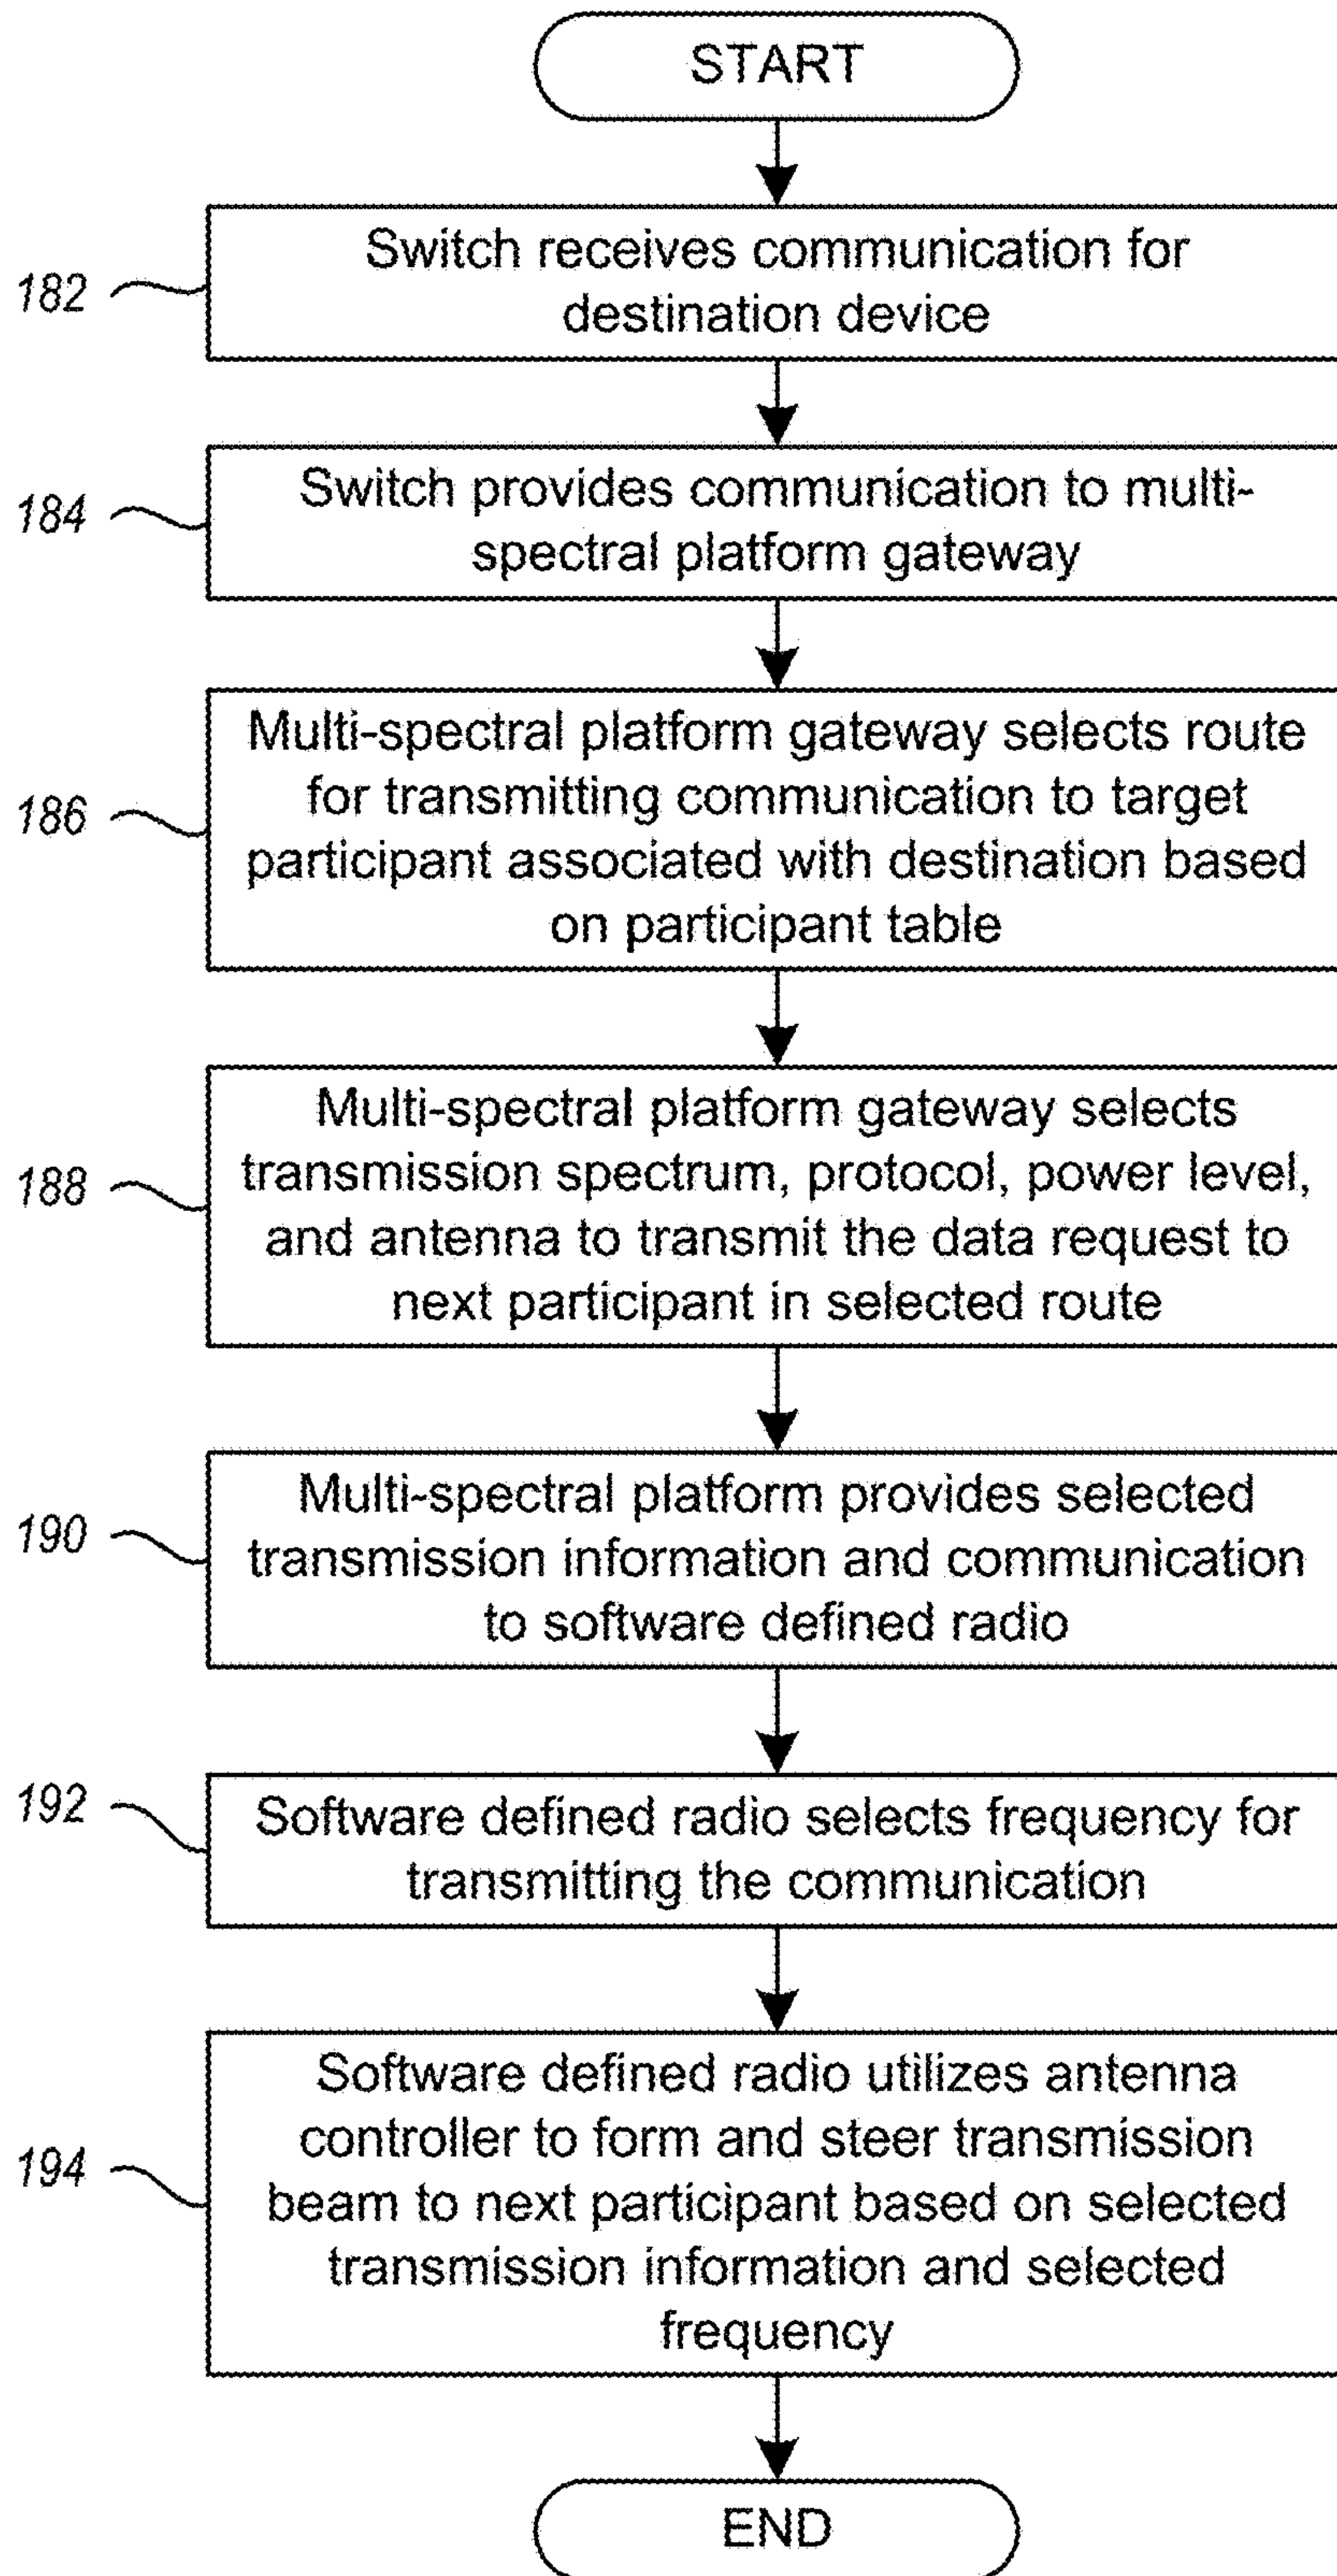 START
182
Switch receives communication for
destination device
184
Switch provides communication to multi-
spectral platform gateway
186
Multi-spectral platform gateway selects route
for transmitting communication to target
participant associated with destination based
on participant table
188
Multi-spectral platform gateway selects
transmission spectrum, protocol, power level,
and antenna to transmit the data request to
next participant in selected route
190
Multi-spectral platform provides selected
transmission information and communication
to software defined radio
192
Software defined radio selects frequency for
transmitting the communication
194
Software defined radio utilizes antenna
controller to form and steer transmission
beam to next participant based on selected
transmission information and selected
frequency
END